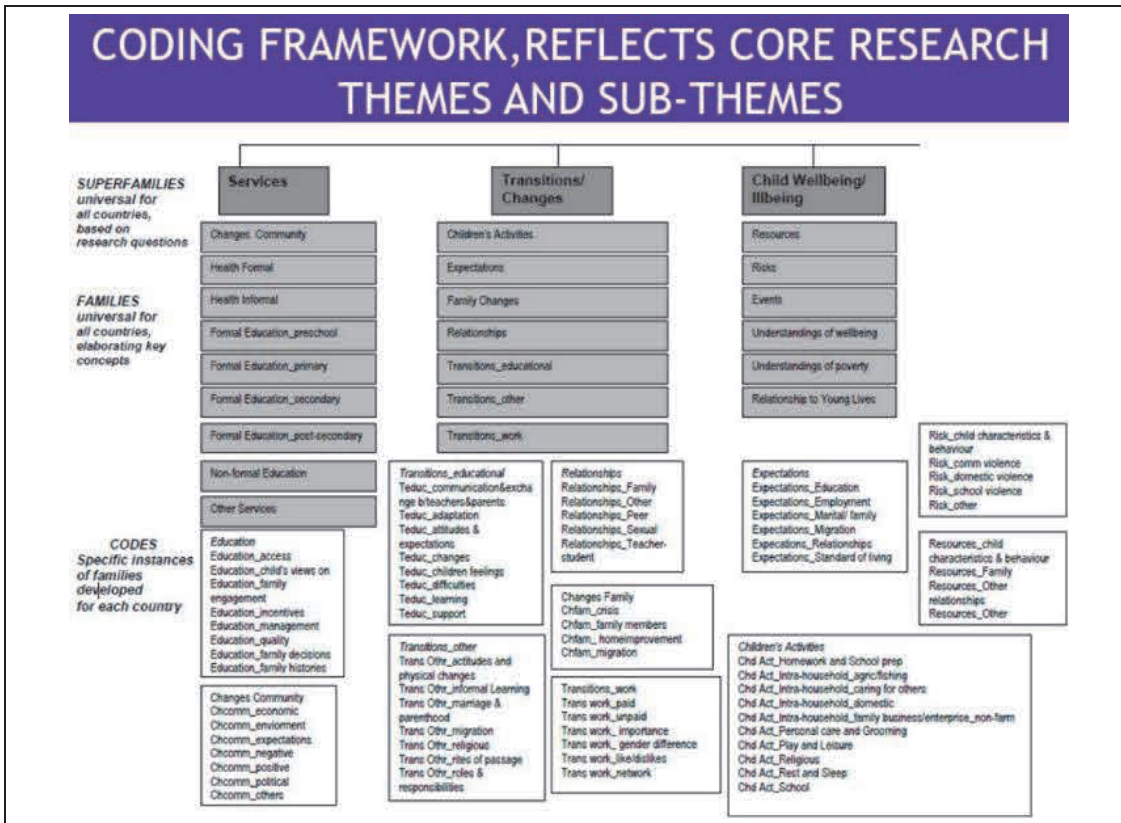 CODING FRAMEWORK,REFLECTS CORE RESEARCH
THEMES AND SUB-THEMES
SUPERFAMILIES
universal for
all countries,
based on
research questions
FAMILIES
universal for
all countries,
elaborating key
concepts
CODES
Specific instances
of families
developed
for each country
Services
Changes Community
Health Formal
Health Informal
Formal Education_preschool
Formal Education_primary
Formal Education_secondary
Formal Education_post-secondary
Non-formal Education
Other Services
Transitions/
Changes
Children's Activities
Expectations
Family Changes
Relationships
Transitions_educational
Transitions_other
Transitions_work
Child Wellbeing/
Illbeing
Resources
Risks
Events
Understandings of wellbeing
Understandings of poverty
Relationship to Young Lives
Education
Education_access
Education_child's views on
Education_family
engagement
Education_incentives
Education_management
Education_quality
Education_family decisions
Education_family histories
Changes Community
Chcomm_economic
Chcomm_enviorment
Chcomm_expectations
Chcomm_negative
Chcomm_positive
Chcomm_political
Chcomm_others
Transitions_educational
Teduc_communication&excha
nge b/teachers&parents
Teduc_adaptation
Teduc_attitudes &
expectations
Teduc_changes
Teduc_children feelings
Teduc_difficulties
Teduc_learning
Teduc_support
Transitions_other
Trans Othr_actitudes and
physical changes
Trans Othr_informal Learning
Trans Othr_marriage &
parenthood
Trans Othr_migration
Trans Othr_religious
Trans Othr_rites of passage
Trans Othr_roles &
responsibilities
Relationships
Relationships_Family
Relationships_Other
Relationships_Peer
Relationships_Sexual
Relationships_Teacher-
student
Changes Family
Chfam_crisis
Chfam_family members
Chfam_ homeimprovement
Chfam_migration
Transitions_work
Trans work_paid
Trans work_unpaid
Trans work_ importance
Trans work_ gender difference
Trans work_like/dislikes
Trans work_network
Expectations
Expectations_Education
Expectations_Employment
Expectations_Marital/ family
Expectations_Migration
Expecations_Relationships
Expectations_Standard of living
Risk_child characteristics &
behaviour
Risk_comm violence
Risk_domestic violence
Risk_school violence
Risk_other
Resources_child
characteristics & behaviour
Resources_Family
Resources_Other
relationships
Resources_Other
Children's Activities
Chd Act_Homework and School prep
Chd Act_Intra-household_agric/fishing
Chd Act_Intra-household_caring for others
Chd Act_Intra-household_domestic
Chd Act_Intra-household_family business/enterprise_non-farm
Chd Act_Personal care and Grooming
Chd Act_Play and Leisure
Chd Act_Religious
Chd Act_Rest and Sleep
Chd Act_School